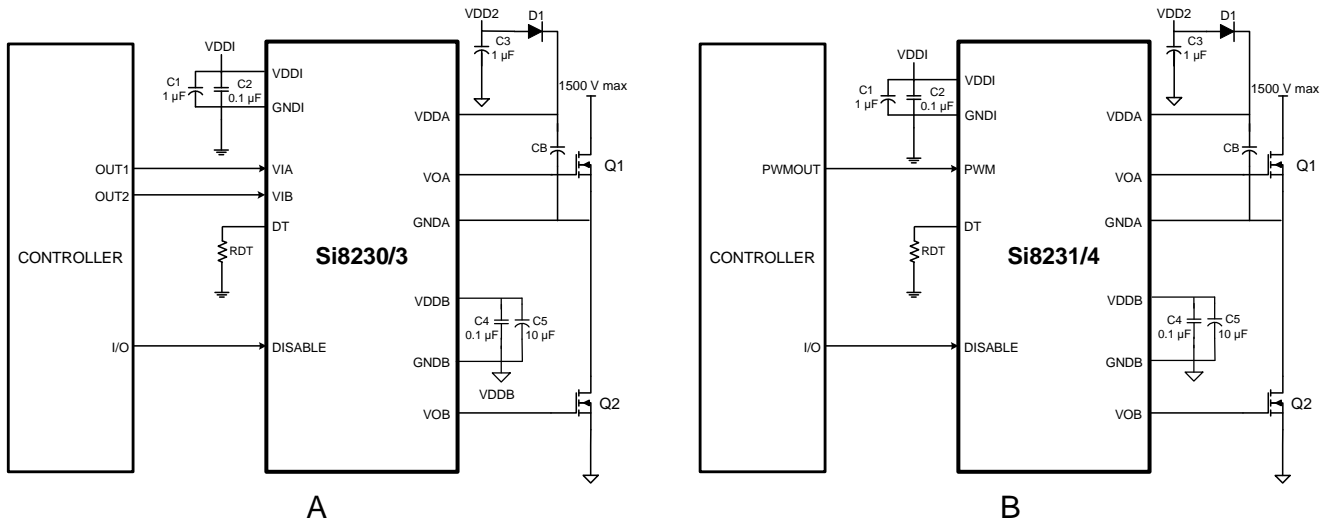 VDD2
D1
C3
1 µF
VDDI
C1
1 µF
C2
0.1 µF
VDDI
GNDI
1500 V max
VDDA
CB
Q1
OUT1
VIA
VOA
OUT2
VIB
DT
GNDA
RDT
CONTROLLER
Si8230/3
VDDB
C4
0.1 µF
C5
10 µF
I/O
DISABLE
GNDB
VDDB
VOB
Q2
A
VDD2
D1
C3
1 µF
VDDI
C1
1 µF
C2
0.1 µF
VDDI
GNDI
1500 V max
VDDA
CB
Q1
PWMOUT
PWM
VOA
DT
GNDA
RDT
CONTROLLER
Si8231/4
VDDB
C4
0.1 µF
C5
10 µF
I/O
DISABLE
GNDB
VOB
Q2
B